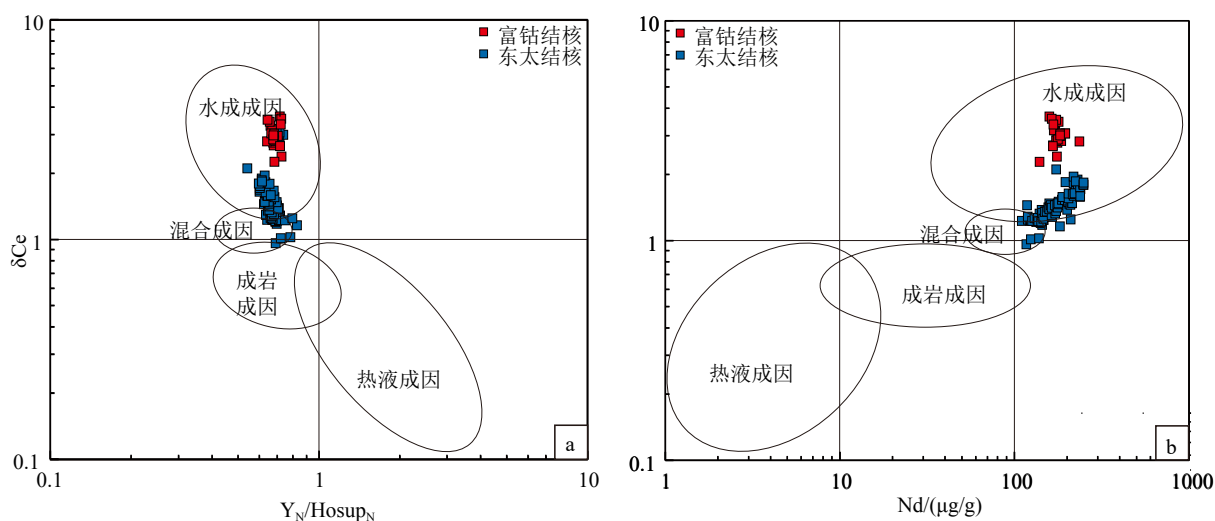 10
1
0.1
δCe
富钴结核
东太结核
水成成因
混合成因
成岩
成因
热液成因
a
0.1
1
10
Y_N/Hosup_N
10
1
0.1
富钴结核
东太结核
水成成因
混合成因
成岩成因
热液成因
b
1
10
100
1000
Nd/(μg/g)